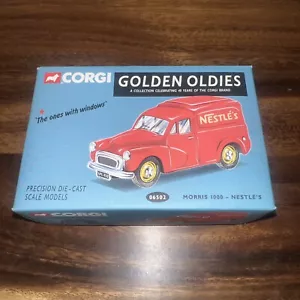 CORGI
GOLDEN OLDIES
A COLLECTION CELEBRATING 40 YEARS OF THE CORGI BRAND
"The ones with windows"
NESTLÉ'S
PRECISION DIE-CAST
SCALE MODELS
06502
MORRIS 1000 - NESTLÉ'S